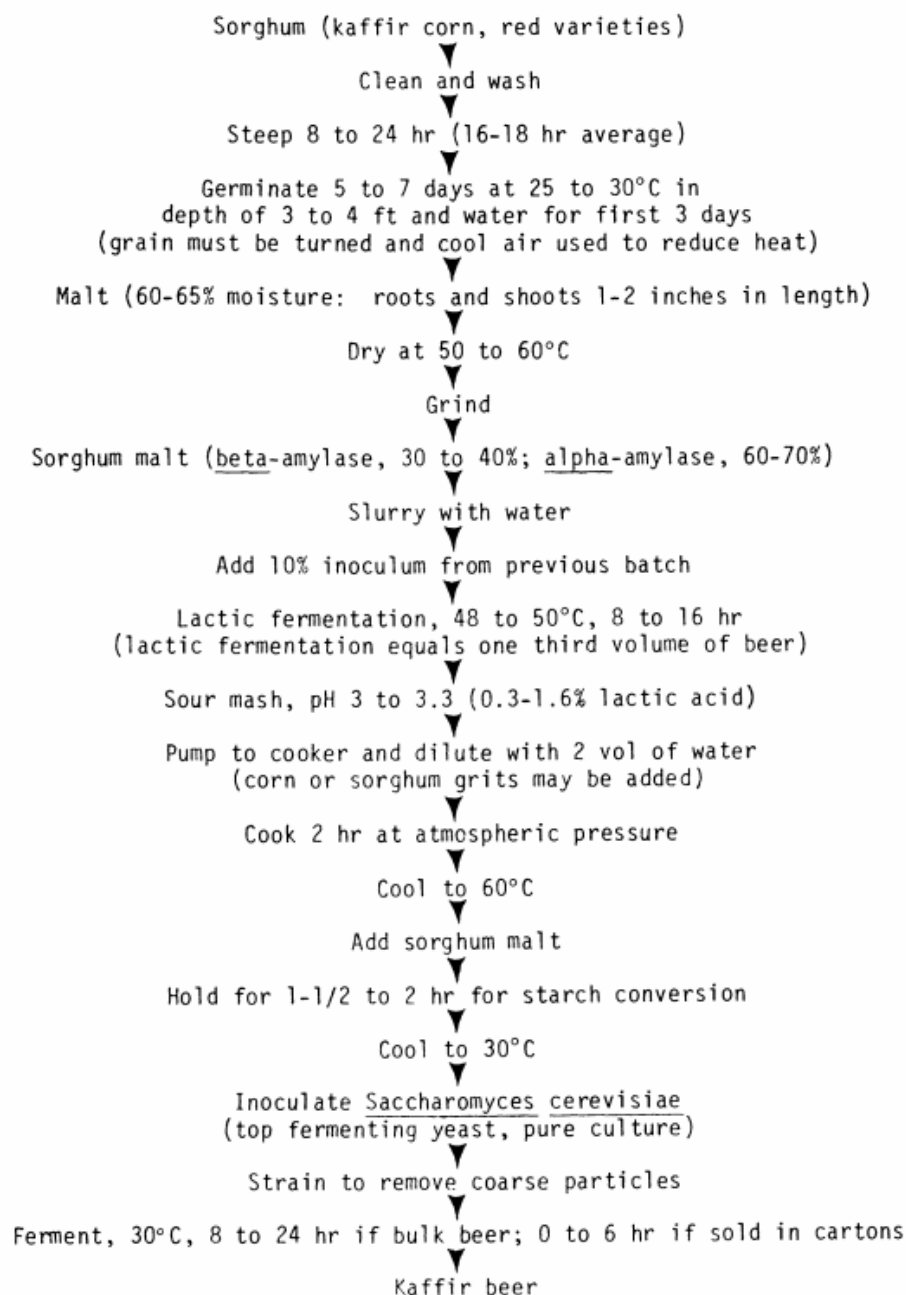 Sorghum (kaffir corn, red varieties)
Clean and wash
Steep 8 to 24 hr (16-18 hr average)
Germinate 5 to 7 days at 25 to 30°C in
depth of 3 to 4 ft and water for first 3 days
(grain must be turned and cool air used to reduce heat)
Malt (60-65% moisture: roots and shoots 1-2 inches in length)
Dry at 50 to 60°C
Grind
Sorghum malt (beta-amylase, 30 to 40%; alpha-amylase, 60-70%)
Slurry with water
Add 10% inoculum from previous batch
Lactic fermentation, 48 to 50°C, 8 to 16 hr
(lactic fermentation equals one third volume of beer)
Sour mash, pH 3 to 3.3 (0.3-1.6% lactic acid)
Pump to cooker and dilute with 2 vol of water
(corn or sorghum grits may be added)
Cook 2 hr at atmospheric pressure
Cool to 60°C
Add sorghum malt
Hold for 1-1/2 to 2 hr for starch conversion
Cool to 30°C
Inoculate Saccharomyces cerevisiae
(top fermenting yeast, pure culture)
Strain to remove coarse particles
Ferment, 30°C, 8 to 24 hr if bulk beer; 0 to 6 hr if sold in cartons
Kaffir beer